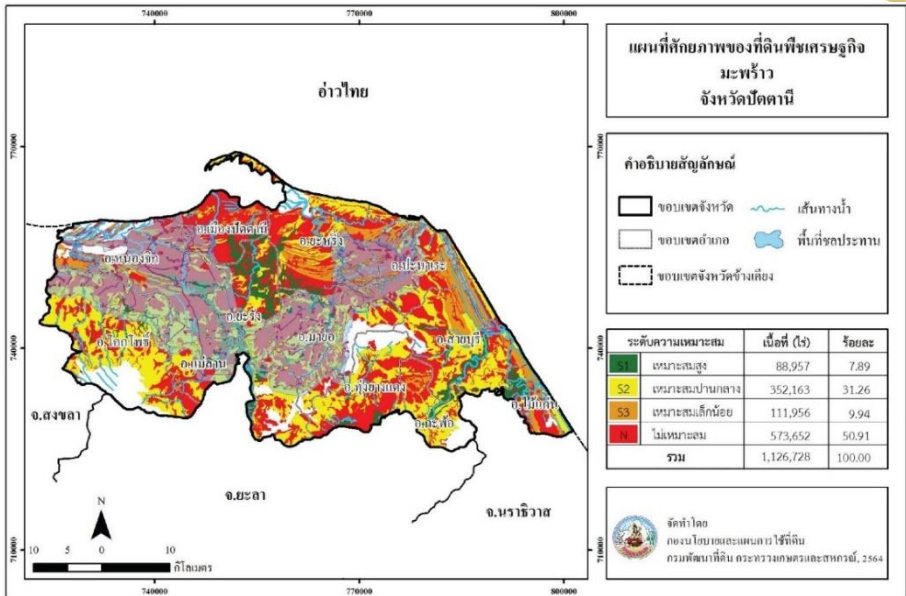 แผนที่ศักยภาพของที่ดินพืชเศรษฐกิจ
มะพร้าว
จังหวัดปัตตานี
คำอธิบายสัญลักษณ์
ขอบเขตจังหวัด
เส้นทางน้ำ
ขอบเขตอำเภอ
พื้นที่ชลประทาน
ขอบเขตจังหวัดข้างเคียง
ระดับความเหมาะสม เนื้อที่ (ไร่) ร้อยละ
S1 เหมาะสมสูง 88,957 7.89
S2 เหมาะสมปานกลาง 352,163 31.26
S3 เหมาะสมเล็กน้อย 111,956 9.94
N ไม่เหมาะสม 573,652 50.91
รวม 1,126,728 100.00
จัดทำโดย
กองนโยบายและแผนการใช้ที่ดิน
กรมพัฒนาที่ดิน กระทรวงเกษตรและสหกรณ์, 2564
740000 770000 800000
770000 770000
อ่าวไทย
อ.เมืองปัตตานี
อ.ยะหริ่ง
อ.หนองจิก
อ.ปะนาเระ
อ.ยะรัง
อ.มายอ
อ.สายบุรี
อ.โคกโพธิ์
อ.แม่ลาน
อ.ทุ่งยางแดง
อ.ไม้แก่น
อ.กะพ้อ
740000 740000
จ.สงขลา
จ.ยะลา
จ.นราธิวาส
N
10 5 0 10
กิโลเมตร
710000 710000
740000 770000 800000